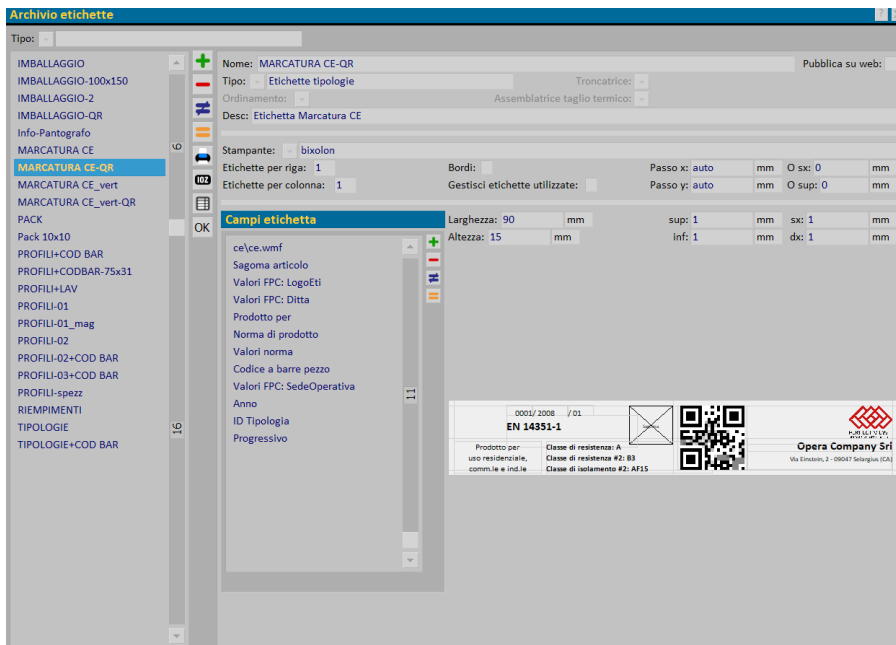 Archivio etichette
?
Tipo:
IMBALLAGGIO
IMBALLAGGIO-100x150
IMBALLAGGIO-2
IMBALLAGGIO-QR
Info-Pantografo
MARCATURA CE
MARCATURA CE-QR
MARCATURA CE_vert
MARCATURA CE_vert-QR
PACK
Pack 10x10
PROFILI+COD BAR
PROFILI+CODBAR-75x31
PROFILI+LAV
PROFILI-01
PROFILI-01_mag
PROFILI-02
PROFILI-02+COD BAR
PROFILI-03+COD BAR
PROFILI-spezz
RIEMPIMENTI
TIPOLOGIE
TIPOLOGIE+COD BAR
9
16
OK
Nome: MARCATURA CE-QR
Pubblica su web:
Tipo: Etichette tipologie
Troncatrice:
Ordinamento:
Assemblatrice taglio termico:
Desc: Etichetta Marcatura CE
Stampante: bixolon
Etichette per riga: 1
Bordi:
Passo x: auto mm
O sx: 0 mm
Etichette per colonna: 1
Gestisci etichette utilizzate:
Passo y: auto mm
O sup: 0 mm
Campi etichetta
Larghezza: 90 mm
sup: 1 mm
sx: 1 mm
Altezza: 15 mm
inf: 1 mm
dx: 1 mm
ce\ce.wmf
Sagoma articolo
Valori FPC: LogoEti
Valori FPC: Ditta
Prodotto per
Norma di prodotto
Valori norma
Codice a barre pezzo
Valori FPC: SedeOperativa
Anno
ID Tipologia
Progressivo
11
0001/ 2008 / 01
EN 14351-1
Prodotto per
uso residenziale,
comm.le e ind.le
Classe di resistenza: A
Classe di resistenza #2: B3
Classe di isolamento #2: AF15
Opera Company Srl
Via Einstein, 2 - 09047 Selargius (CA)